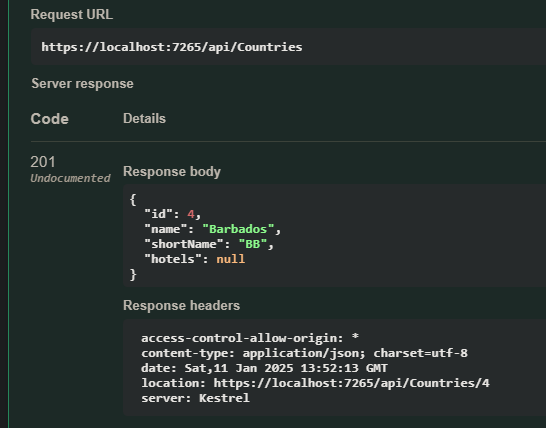 Request URL
https://localhost:7265/api/Countries
Server response
Code Details
201
Undocumented
Response body
{
  "id": 4,
  "name": "Barbados",
  "shortName": "BB",
  "hotels": null
}
Response headers
access-control-allow-origin: *
content-type: application/json; charset=utf-8
date: Sat,11 Jan 2025 13:52:13 GMT
location: https://localhost:7265/api/Countries/4
server: Kestrel